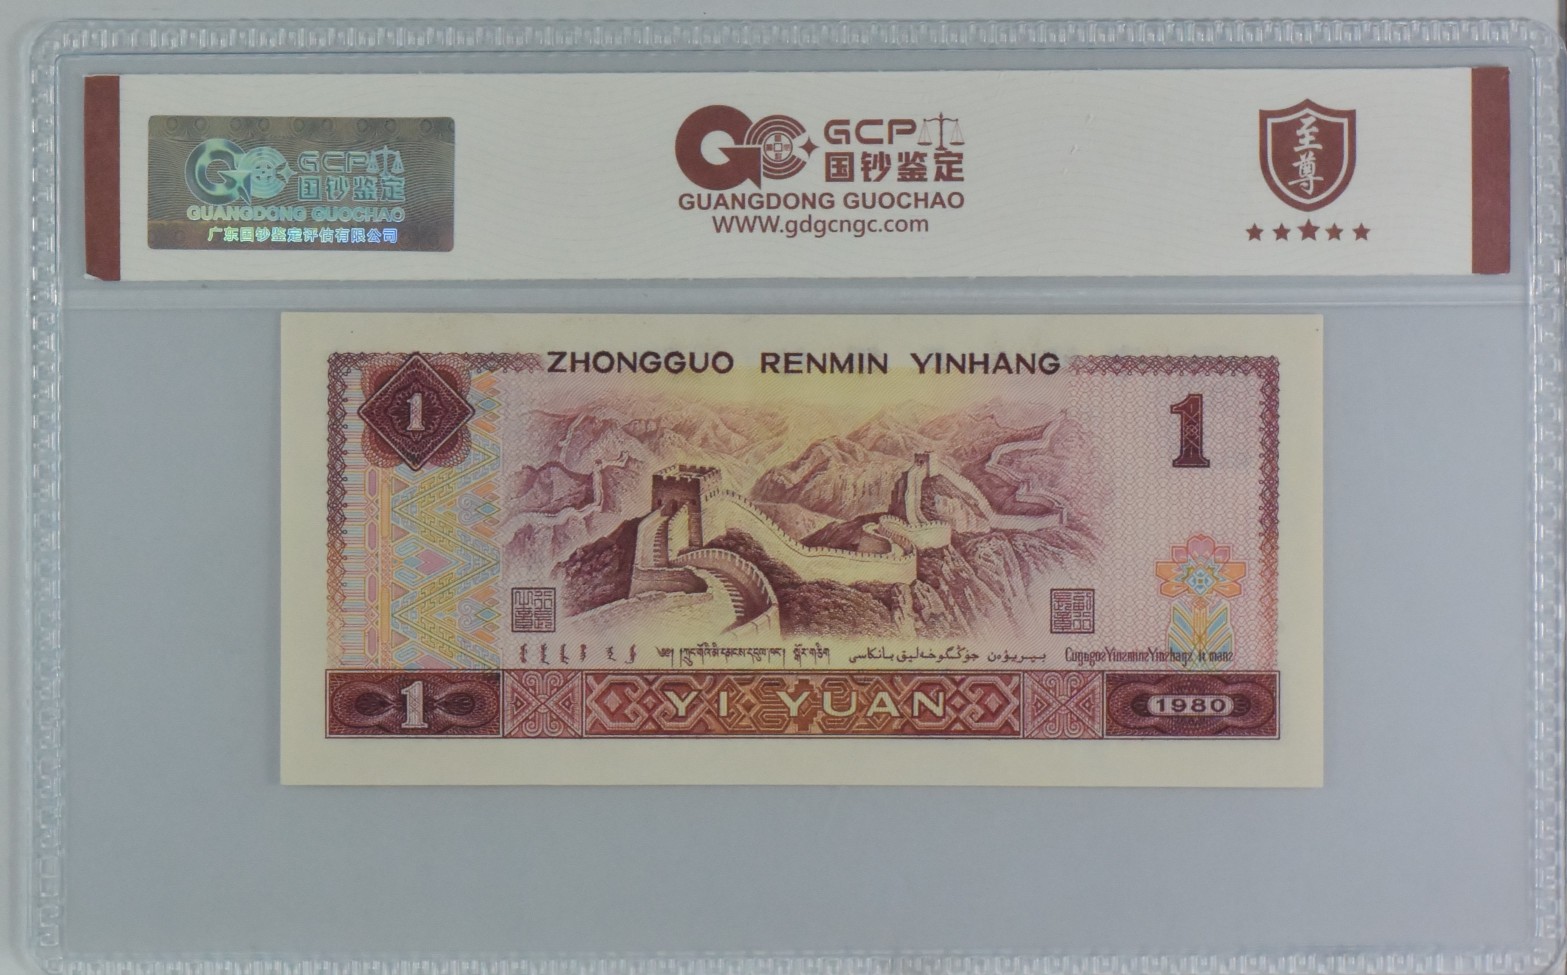 GCP
国钞鉴定
GUANGDONG GUOCHAO
广东国钞鉴定评估有限公司
GCP
国钞鉴定
GUANGDONG GUOCHAO
WWW.gdgcngc.com
至
尊
ZHONGGUO RENMIN YINHANG
1
1
1
YI YUAN
1980